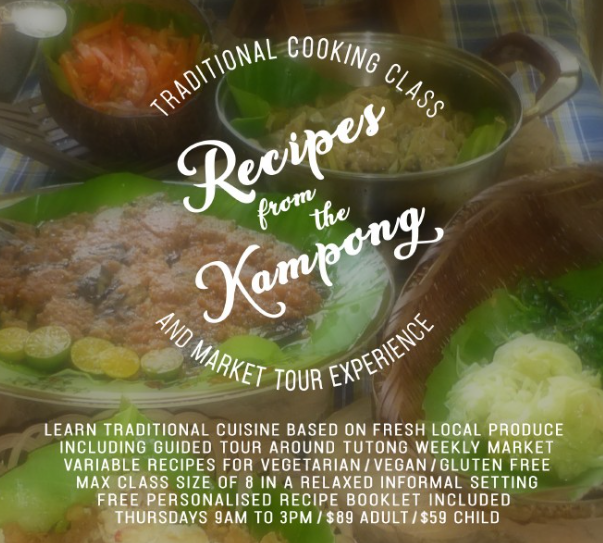 TRADITIONAL COOKING CLASS
Recipes
from the
Kampong
AND MARKET TOUR EXPERIENCE
LEARN TRADITIONAL CUISINE BASED ON FRESH LOCAL PRODUCE
INCLUDING GUIDED TOUR AROUND TUTONG WEEKLY MARKET
VARIABLE RECIPES FOR VEGETARIAN/VEGAN/GLUTEN FREE
MAX CLASS SIZE OF 8 IN A RELAXED INFORMAL SETTING
FREE PERSONALISED RECIPE BOOKLET INCLUDED
THURSDAYS 9AM TO 3PM/$89 ADULT/$59 CHILD